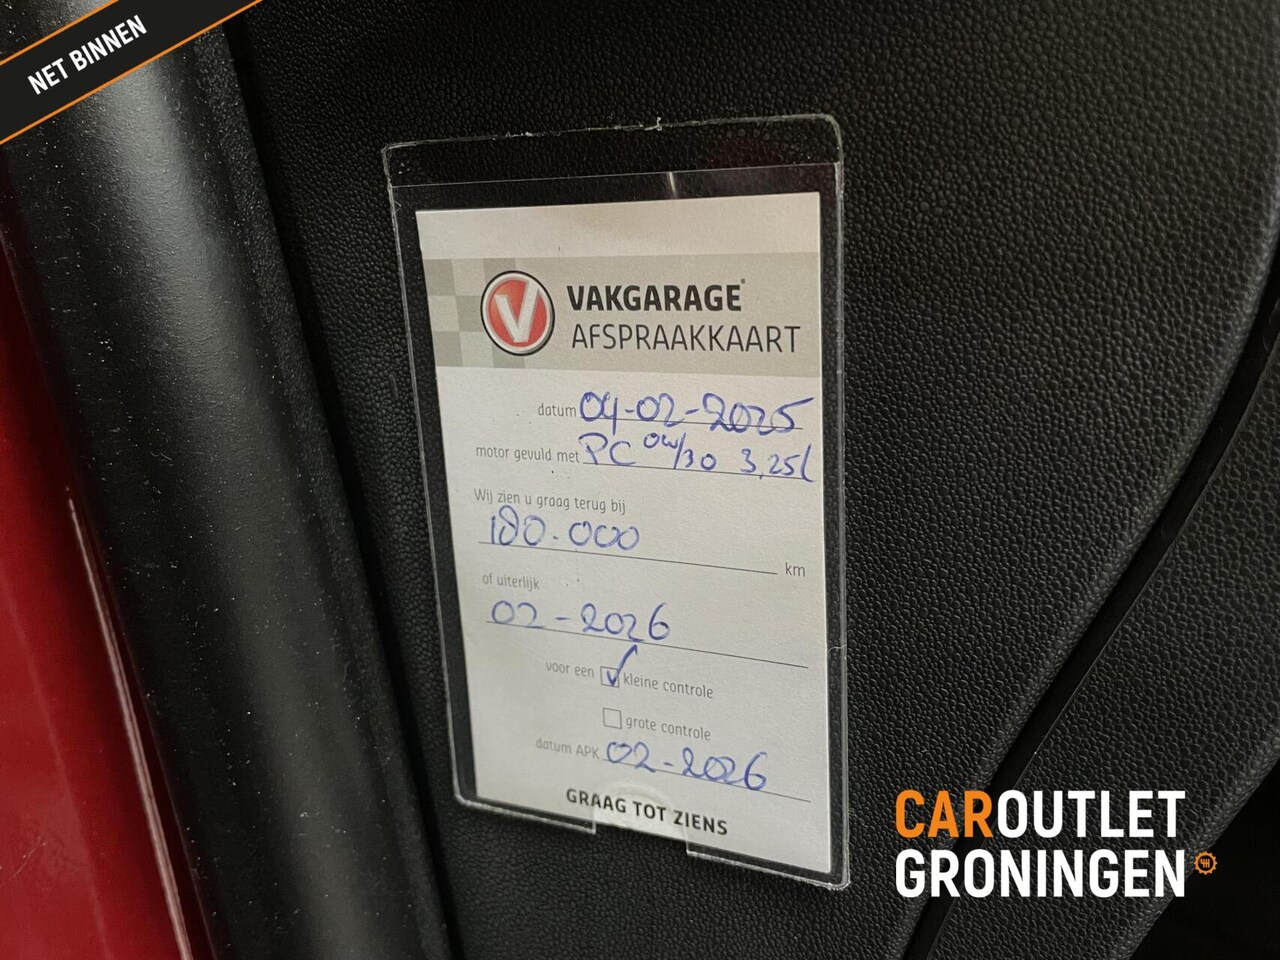 NET BINNEN
VAKGARAGE®
AFSPRAAKKAART
datum 04-02-2025
motor gevuld met PC 0W/30 3,25l
Wij zien u graag terug bij
180.000 km
of uiterlijk
02-2026
voor een kleine controle
grote controle
datum APK 02-2026
GRAAG TOT ZIENS
CAROUTLET
GRONINGEN